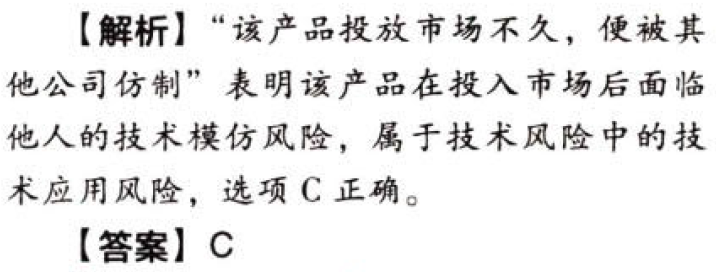 【解析】“该产品投放市场不久，便被其
他公司仿制”表明该产品在投入市场后面临
他人的技术模仿风险，属于技术风险中的技
术应用风险，选项 C 正确。
【答案】C